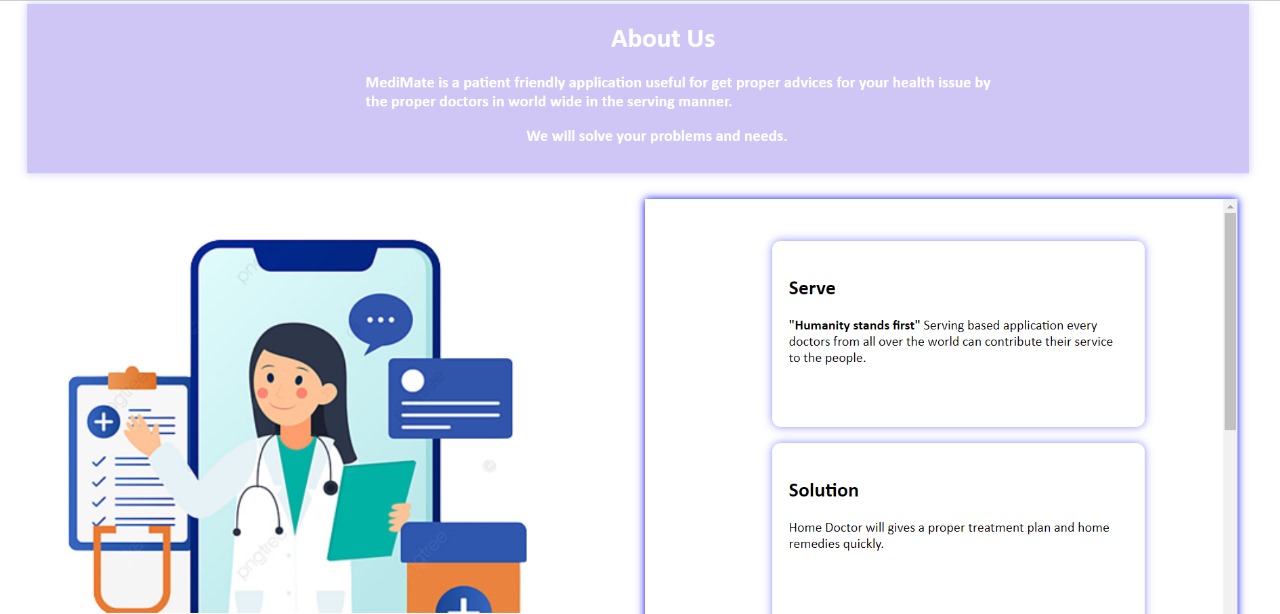 About Us
MediMate is a patient friendly application useful for get proper advices for your health issue by
the proper doctors in world wide in the serving manner.
We will solve your problems and needs.
Serve
"Humanity stands first" Serving based application every
doctors from all over the world can contribute their service
to the people.
Solution
Home Doctor will gives a proper treatment plan and home
remedies quickly.
pngtree
pngtree